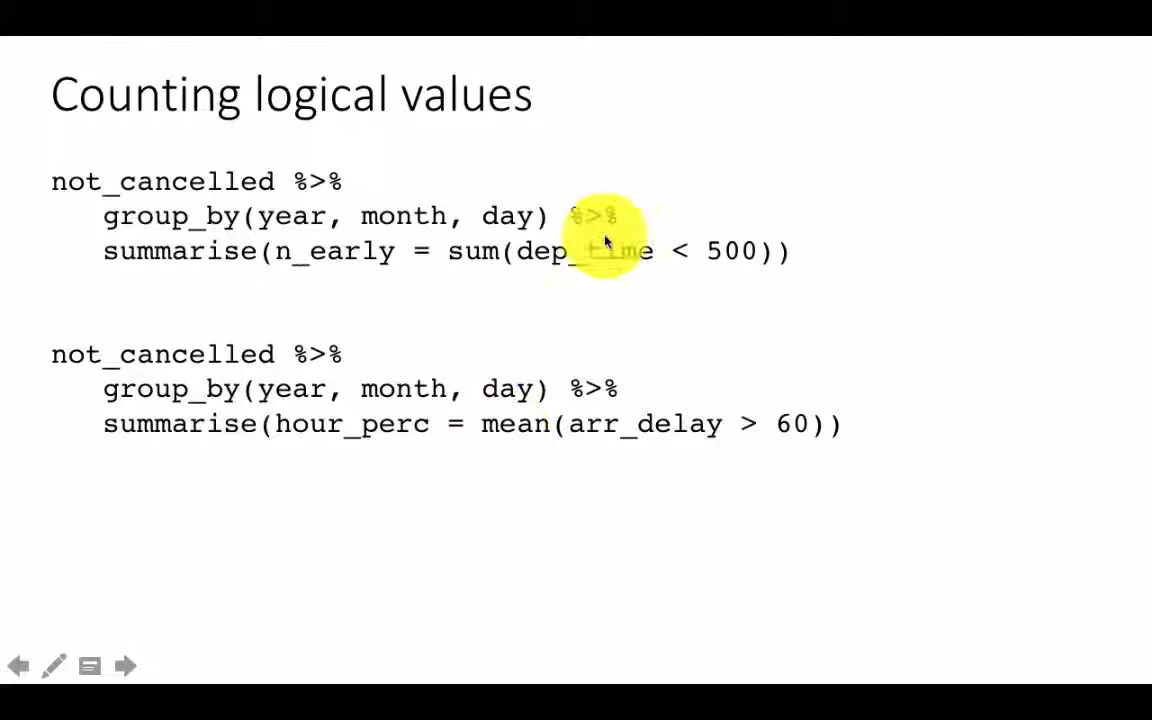 Counting logical values
not_cancelled %>%
group_by(year, month, day) %>%
summarise(n_early = sum(dep_time < 500))
not_cancelled %>%
group_by(year, month, day) %>%
summarise(hour_perc = mean(arr_delay > 60))